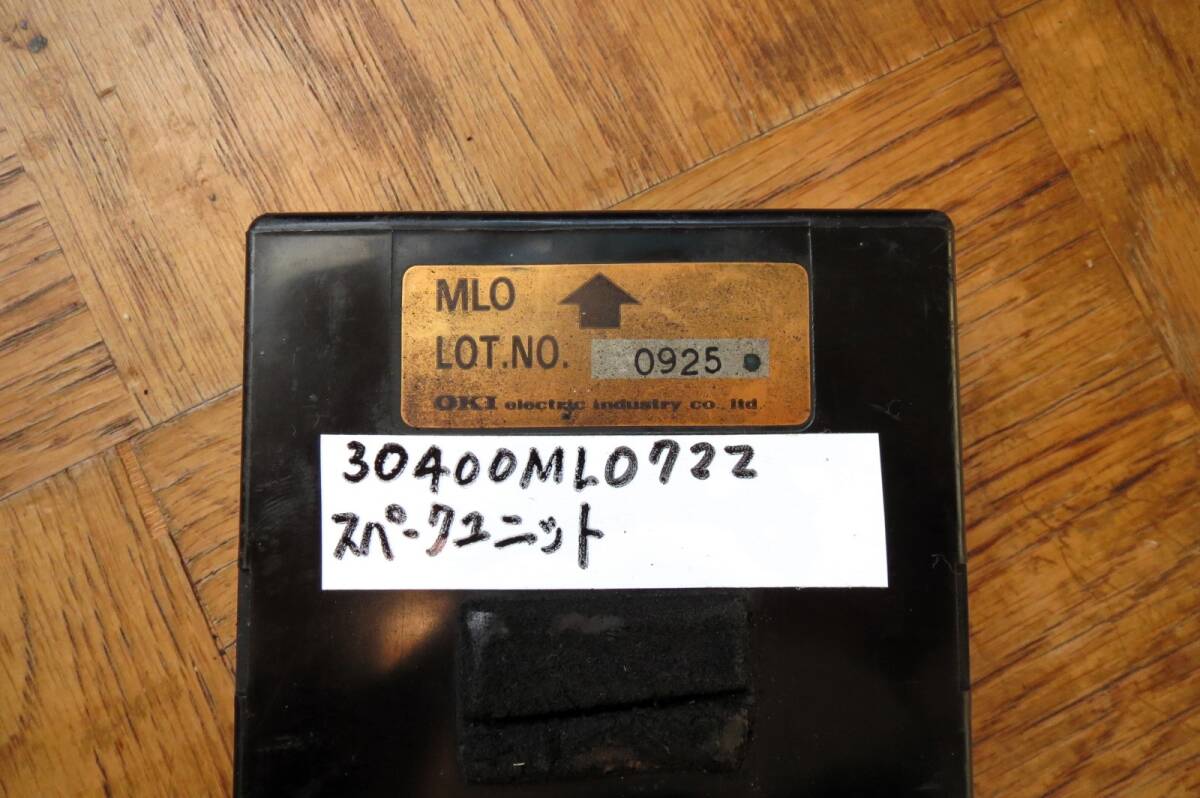 MLO
LOT.NO. 0925
OKI electric industry co., ltd
30400ML0722
スパークユニット